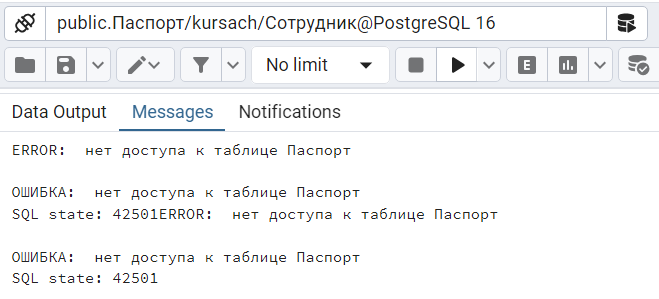 public.Паспорт/kursach/Сотрудник@PostgreSQL 16
No limit
E
Data Output Messages Notifications
ERROR:  нет доступа к таблице Паспорт
ОШИБКА:  нет доступа к таблице Паспорт
SQL state: 42501ERROR:  нет доступа к таблице Паспорт
ОШИБКА:  нет доступа к таблице Паспорт
SQL state: 42501